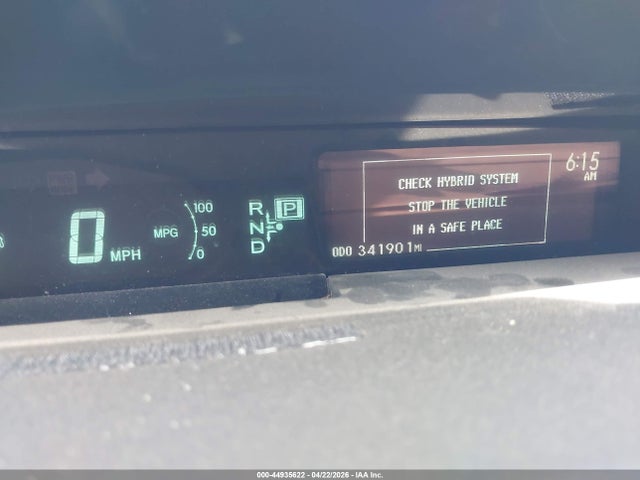 0 MPH
MPG
100
50
0
R
N
D
P
CHECK HYBRID SYSTEM
STOP THE VEHICLE
IN A SAFE PLACE
6:15
AM
ODO 341901 MI
000-44935622 - 04/22/2026 - IAA Inc.